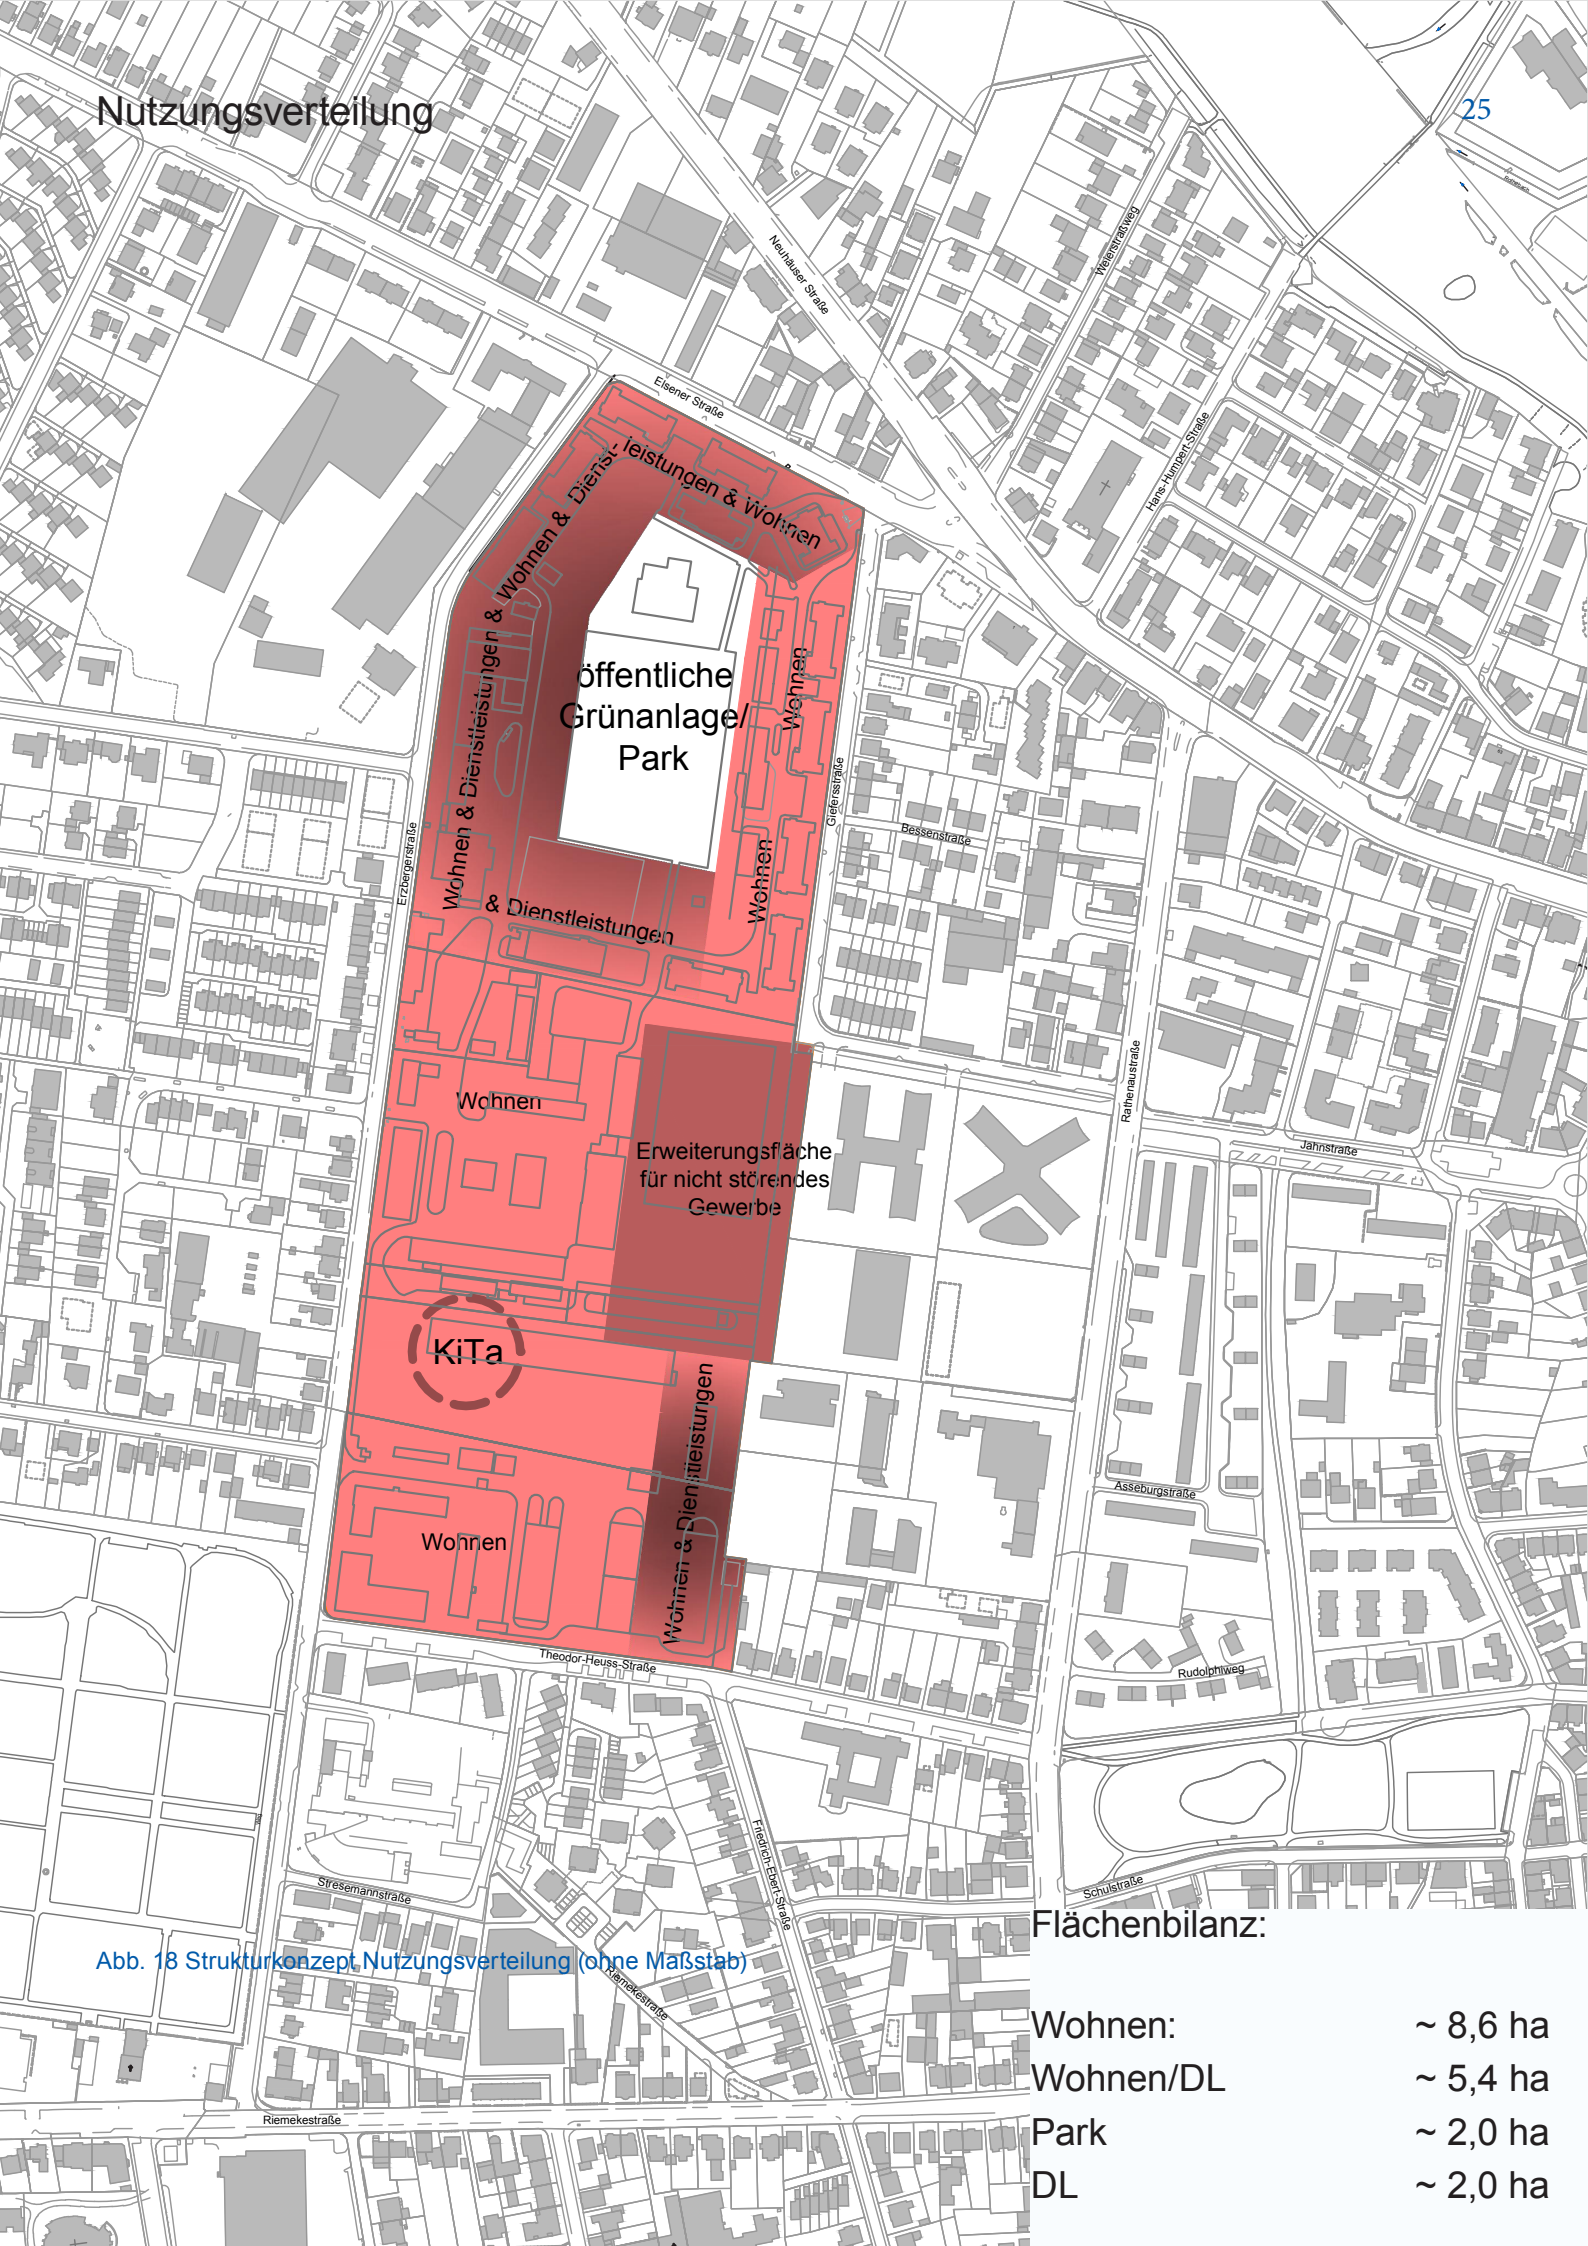 Nutzungsverteilung
25
Neuhäuser Straße
Weierstraßweg
Elsener Straße
Hans-Humpert-Straße
Wohnen & Dienstleistungen & Wohnen & Dienst-
leistungen & Wohnen
öffentliche
Grünanlage/
Park
Wohnen
Wohnen
& Dienstleistungen
Giefersstraße
Bessenstraße
Erzbergerstraße
Rathenaustraße
Jahnstraße
Wohnen
Erweiterungsfläche
für nicht störendes
Gewerbe
KiTa
Wohnen & Dienstleistungen
Asseburgstraße
Wohnen
Theodor-Heuss-Straße
Rudolphiweg
Friedrich-Ebert-Straße
Stresemannstraße
Schulstraße
Abb. 18 Strukturkonzept Nutzungsverteilung (ohne Maßstab)
Riemekestraße
Riemekestraße
Flächenbilanz:
Wohnen: ~ 8,6 ha
Wohnen/DL ~ 5,4 ha
Park ~ 2,0 ha
DL ~ 2,0 ha